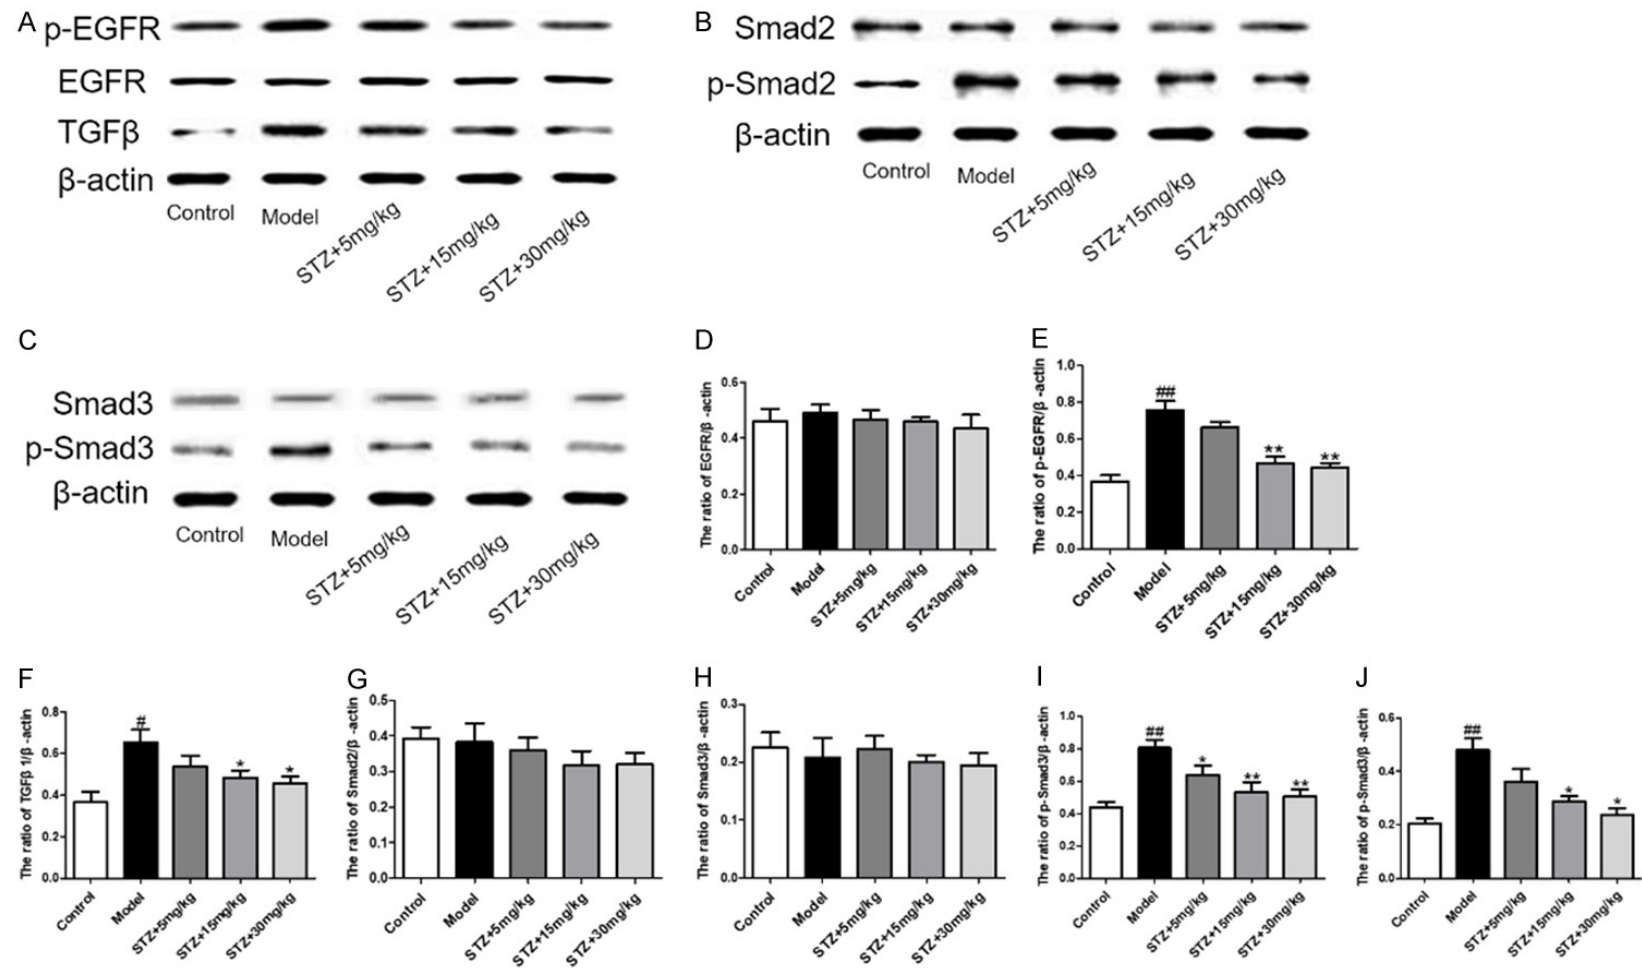 A
p-EGFR
EGFR
TGFβ
β-actin
Control
Model
STZ+5mg/kg
STZ+15mg/kg
STZ+30mg/kg
B
Smad2
p-Smad2
β-actin
Control
Model
STZ+5mg/kg
STZ+15mg/kg
STZ+30mg/kg
C
Smad3
p-Smad3
β-actin
Control
Model
STZ+5mg/kg
STZ+15mg/kg
STZ+30mg/kg
D
The ratio of EGFR/β -actin
0.6
0.4
0.2
0.0
Control
Model
STZ+5mg/kg
STZ+15mg/kg
STZ+30mg/kg
E
The ratio of p-EGFR/β -actin
1.0
0.8
0.6
0.4
0.2
0.0
##
**
**
Control
Model
STZ+5mg/kg
STZ+15mg/kg
STZ+30mg/kg
F
The ratio of TGFβ 1/β -actin
0.8
0.6
0.4
0.2
0.0
#
*
*
Control
Model
STZ+5mg/kg
STZ+15mg/kg
STZ+30mg/kg
G
The ratio of Smad2/β -actin
0.5
0.4
0.3
0.2
0.1
0.0
Control
Model
STZ+5mg/kg
STZ+15mg/kg
STZ+30mg/kg
H
The ratio of Smad3/β -actin
0.3
0.2
0.1
0.0
Control
Model
STZ+5mg/kg
STZ+15mg/kg
STZ+30mg/kg
I
The ratio of p-Smad3/β -actin
1.0
0.8
0.6
0.4
0.2
0.0
##
*
**
**
Control
Model
STZ+5mg/kg
STZ+15mg/kg
STZ+30mg/kg
J
The ratio of p-Smad3/β -actin
0.6
0.4
0.2
0.0
##
*
*
Control
Model
STZ+5mg/kg
STZ+15mg/kg
STZ+30mg/kg